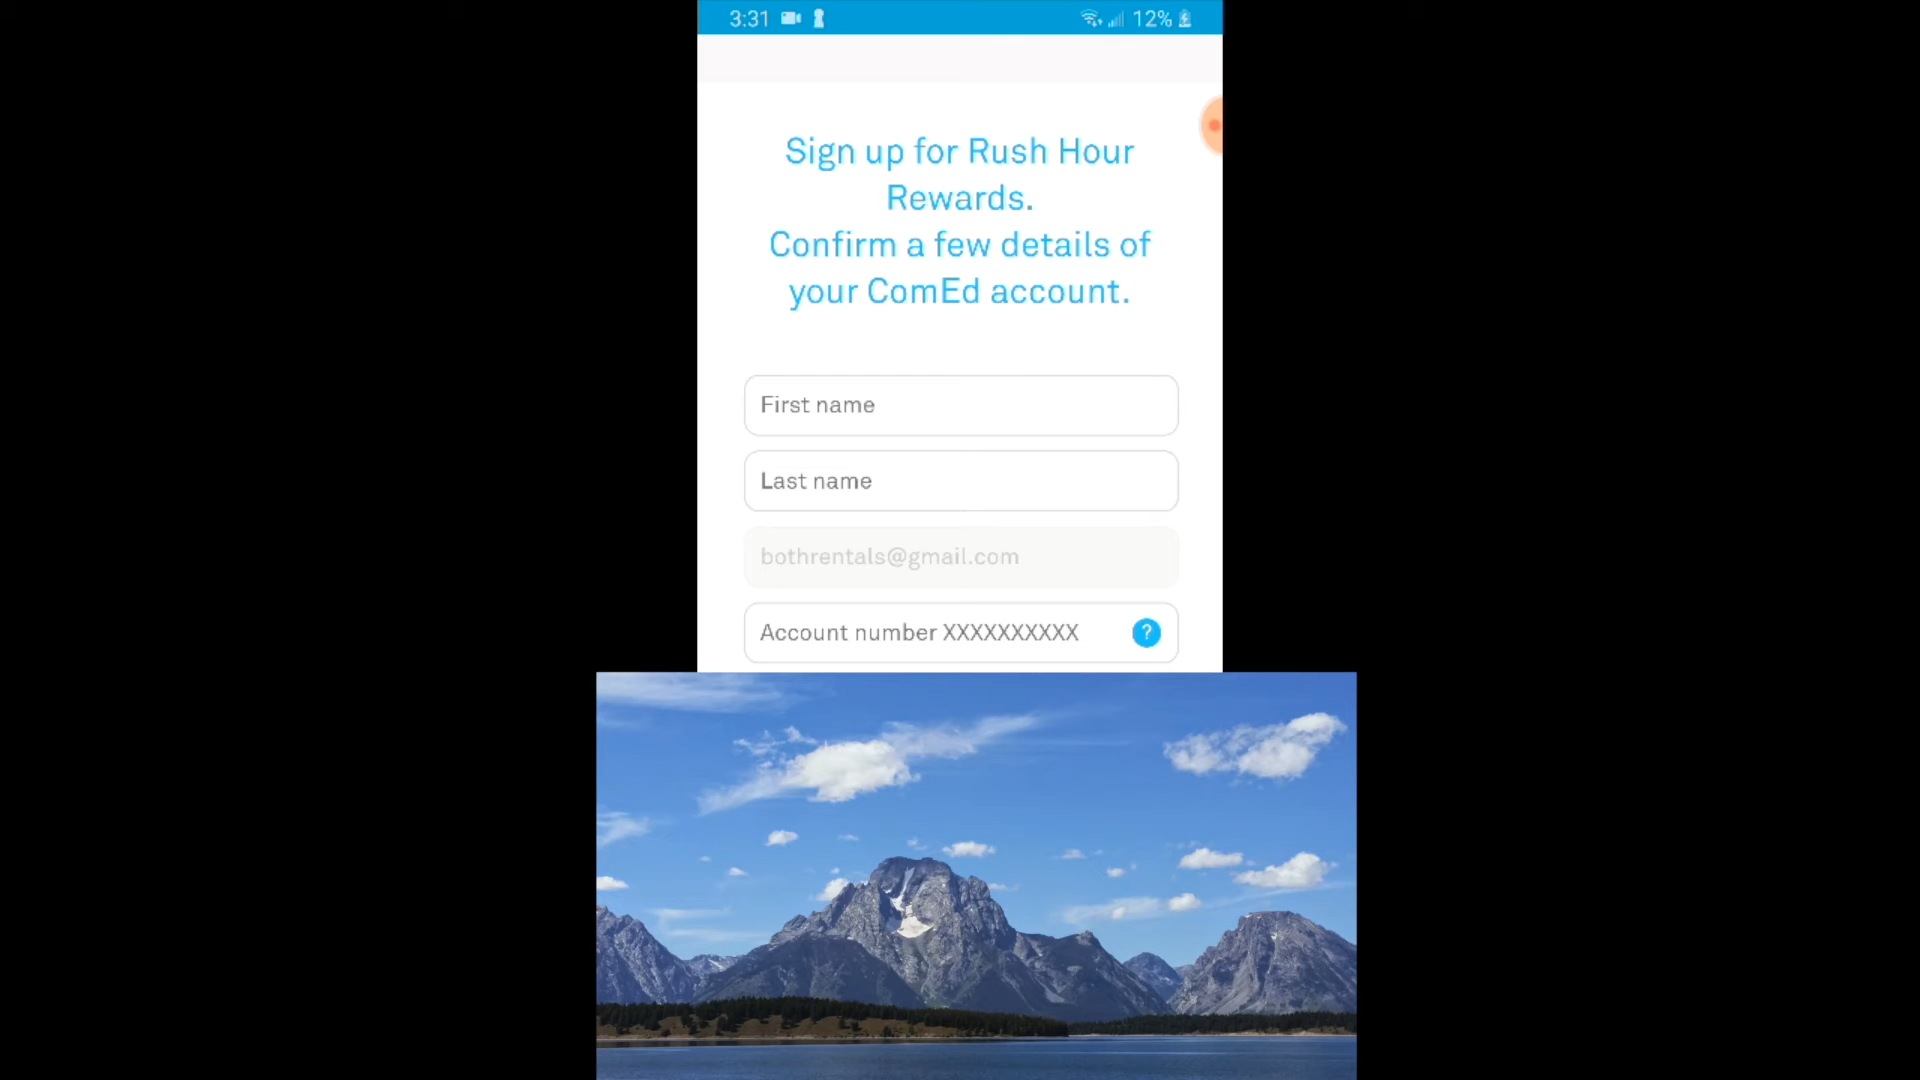 3:31 12%
Sign up for Rush Hour
Rewards.
Confirm a few details of
your ComEd account.
First name
Last name
bothrentals@gmail.com
Account number XXXXXXXXXX ?